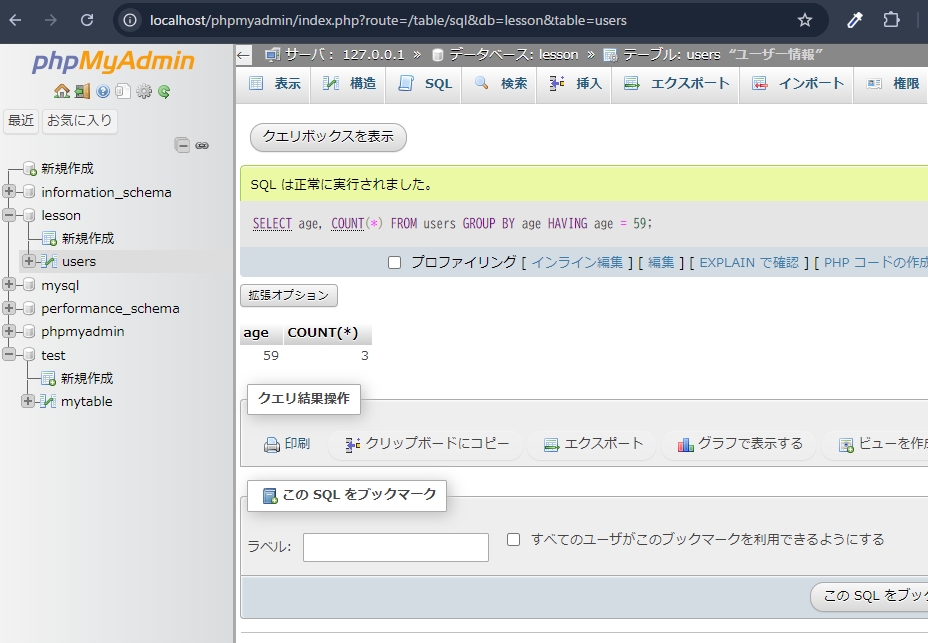 localhost/phpmyadmin/index.php?route=/table/sql&db=lesson&table=users
phpMyAdmin
最近 お気に入り
新規作成
information_schema
lesson
新規作成
users
mysql
performance_schema
phpmyadmin
test
新規作成
mytable
サーバ: 127.0.0.1 » データベース: lesson » テーブル: users “ユーザー情報”
表示 構造 SQL 検索 挿入 エクスポート インポート 権限
クエリボックスを表示
SQL は正常に実行されました。
SELECT age, COUNT(*) FROM users GROUP BY age HAVING age = 59;
プロファイリング [ インライン編集 ] [ 編集 ] [ EXPLAIN で確認 ] [ PHP コードの作成
拡張オプション
age COUNT(*)
59 3
クエリ結果操作
印刷 クリップボードにコピー エクスポート グラフで表示する ビューを作成
この SQL をブックマーク
ラベル: すべてのユーザがこのブックマークを利用できるようにする
この SQL をブック